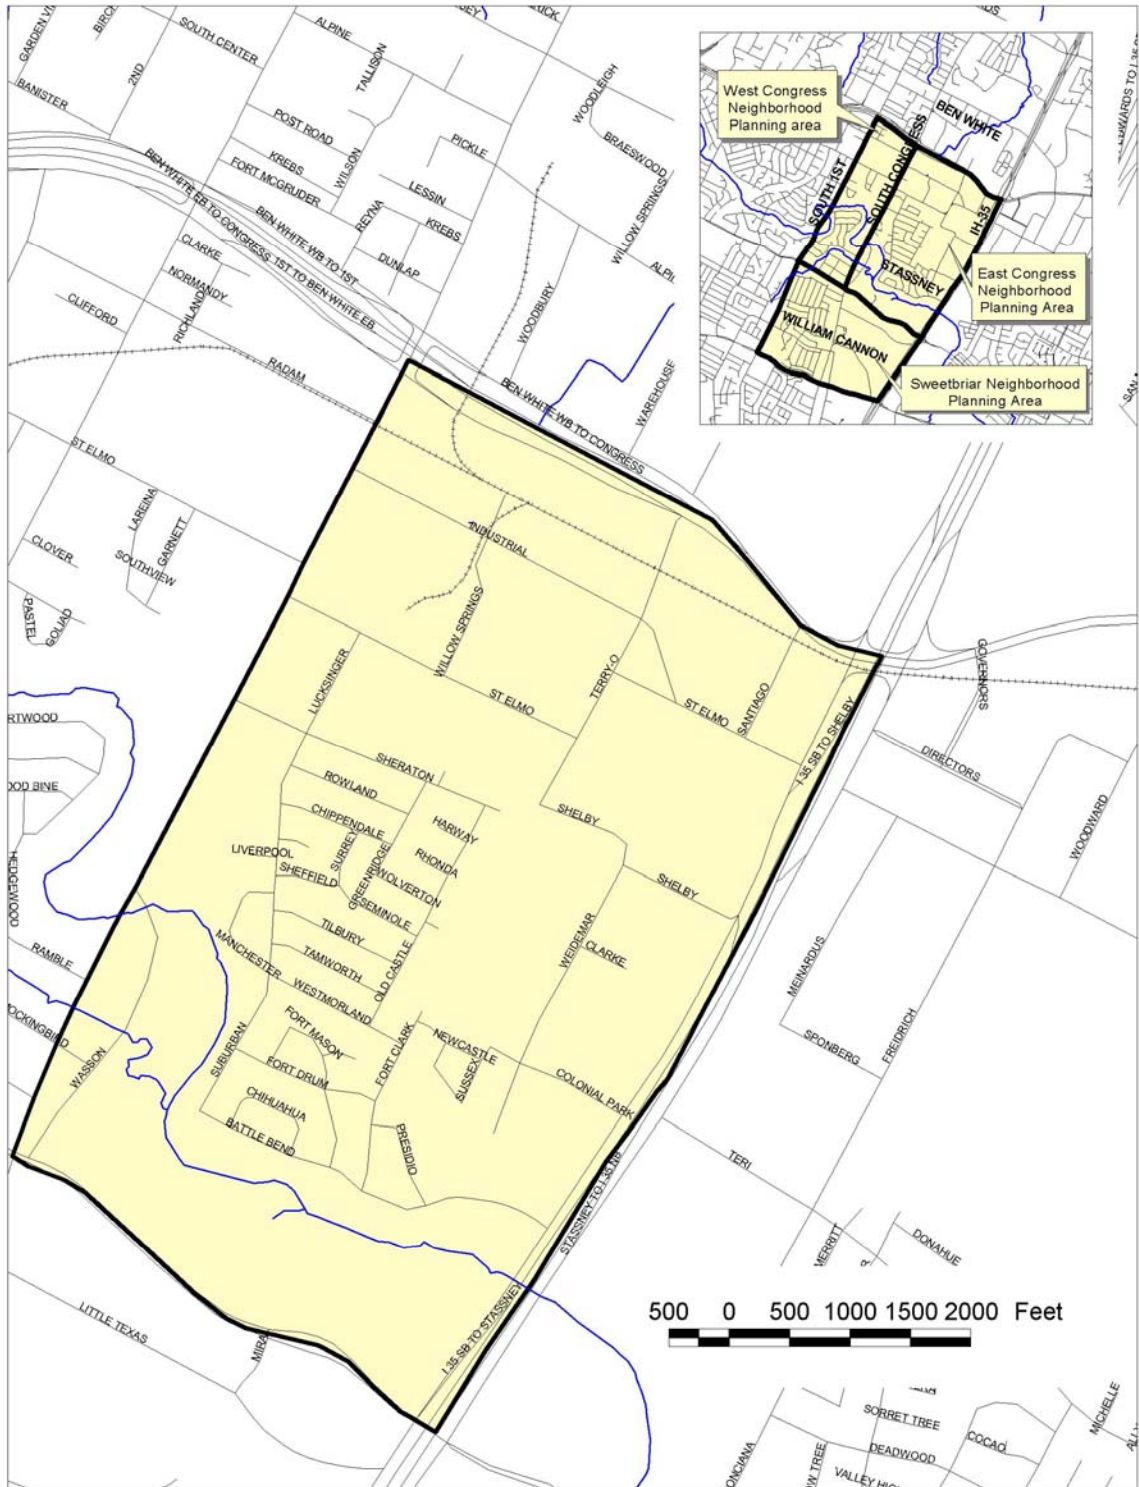 SOUTH CENTER
ALPINE
TALLISON
2ND
BANISTER
WOODLEIGH
POST ROAD
PICKLE
BRAESWOOD
KREBS
WILSON
FORT MCGRUDER
LESSIN
WILLOW SPRINGS
REYNA
KREBS
BEN WHITE EB TO CONGRESS
BEN WHITE WB TO 1ST
1ST TO BEN WHITE EB
DUNLAP
CLARKE
NORMANDY
RICHLAND
CLIFFORD
WOODBURY
RADAM
WAREHOUSE
BEN WHITE WB TO CONGRESS
West Congress
Neighborhood
Planning area
BEN WHITE
SOUTH 1ST
SOUTH CONGRESS
IH-35
STASSNEY
East Congress
Neighborhood
Planning Area
WILLIAM CANNON
Sweetbriar Neighborhood
Planning Area
ST ELMO
LAREINA
GARNETT
SOUTHVIEW
CLOVER
PASTEL
GOLIAD
INDUSTRIAL
WILLOW SPRINGS
LUCKSINGER
TERRY-O
ST ELMO
ST ELMO
SANTIAGO
I 35 SB TO SHELBY
GOVERNORS
DIRECTORS
WOODWARD
RTWOOD
OOD BINE
HEDGEWOOD
SHERATON
ROWLAND
CHIPPENDALE
HARWAY
SHELBY
LIVERPOOL
SURREY
GREENRIDGE
RHONDA
SHEFFIELD
WOLVERTON
SHELBY
SEMINOLE
TILBURY
WEIDEMAR
CLARKE
MANCHESTER
TAMWORTH
OLD CASTLE
WESTMORLAND
RAMBLE
MOCKINGBIRD
WASSON
SUBURBAN
FORT MASON
FORT CLARK
NEWCASTLE
SUSSEX
FORT DRUM
COLONIAL PARK
CHIHUAHUA
BATTLE BEND
PRESIDIO
MEINARDUS
SPONBERG
FREIDRICH
TERI
MERRITT
DONAHUE
STASSNEY TO I 35 NB
I 35 SB TO STASSNEY
LITTLE TEXAS
500 0 500 1000 1500 2000 Feet
SORRET TREE
DEADWOOD
COCAO
MICHELLE